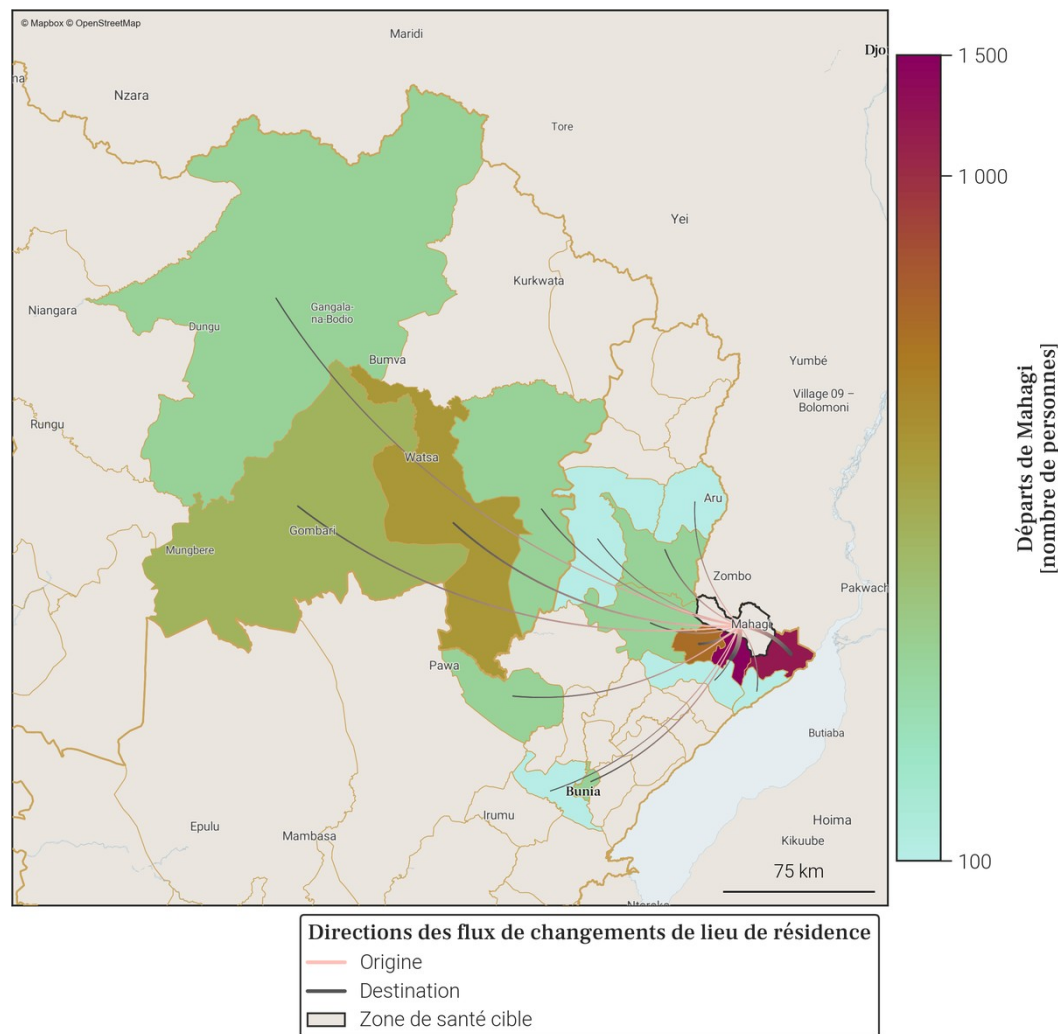 © Mapbox © OpenStreetMap
Maridi
Djo
na
Nzara
Tore
Yei
Kurkwata
Niangara
Gangala-
na-Bodio
Dungu
Bumva
Yumbé
Village 09 –
Bolomoni
Rungu
Watsa
Aru
Gombari
Mungbere
Zombo
Pakwach
Mahagi
Pawa
Butiaba
Bunia
Irumu
Hoima
Epulu
Mambasa
Kikuube
75 km
1 500
1 000
100
Départs de Mahagi
[nombre de personnes]
Directions des flux de changements de lieu de résidence
Origine
Destination
Zone de santé cible